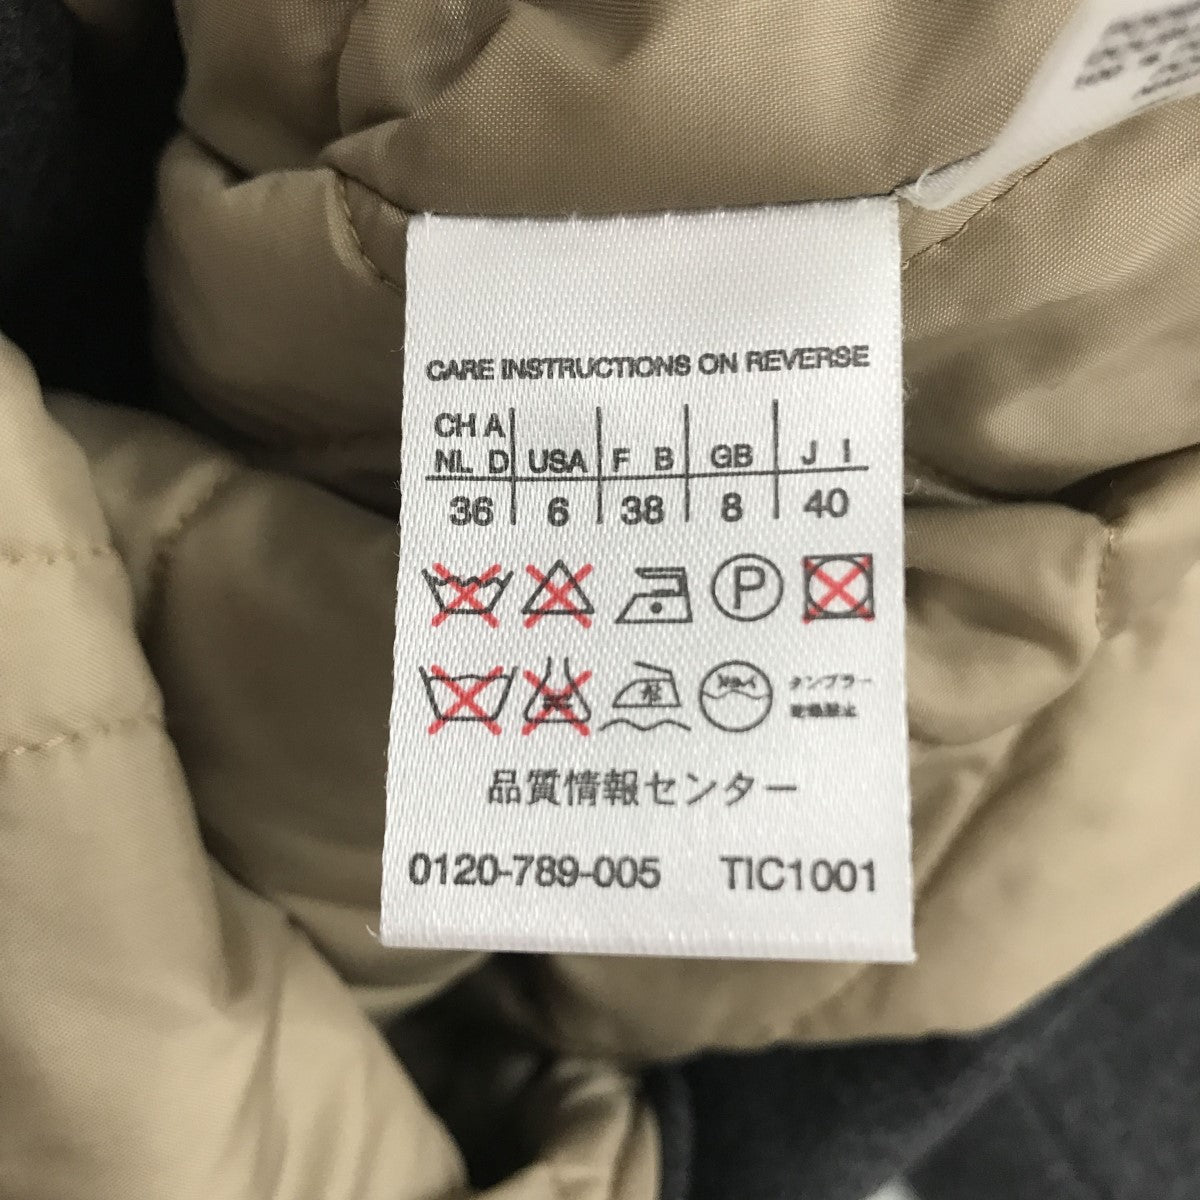 CARE INSTRUCTIONS ON REVERSE
CH A
NL D USA F B GB J I
36 6 38 8 40
P
タンブラー
乾燥禁止
品質情報センター
0120-789-005 TIC1001